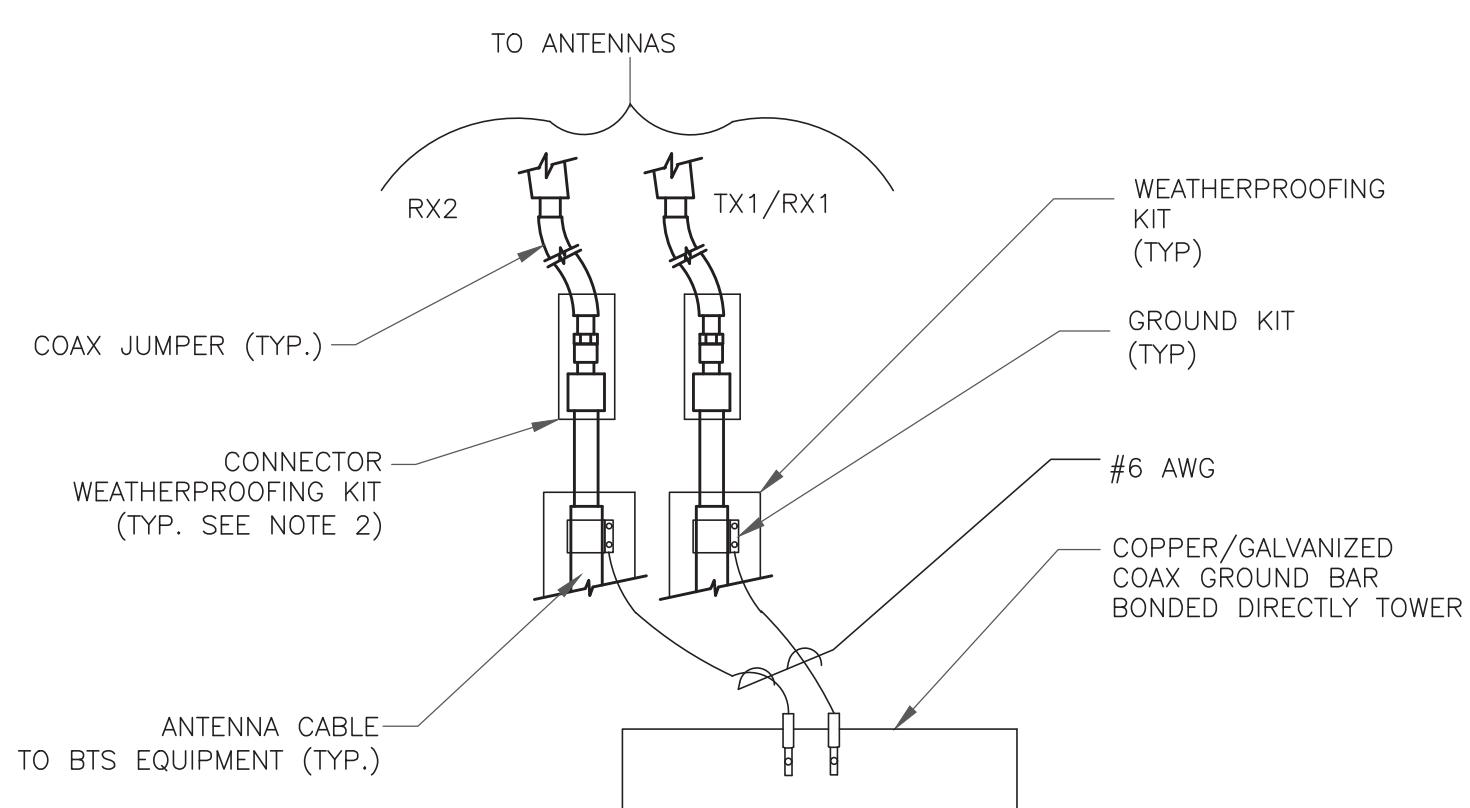 TO ANTENNAS
RX2
TX1/RX1
WEATHERPROOFING
KIT
(TYP)
GROUND KIT
(TYP)
COAX JUMPER (TYP.)
CONNECTOR
WEATHERPROOFING KIT
(TYP. SEE NOTE 2)
#6 AWG
COPPER/GALVANIZED
COAX GROUND BAR
BONDED DIRECTLY TOWER
ANTENNA CABLE
TO BTS EQUIPMENT (TYP.)